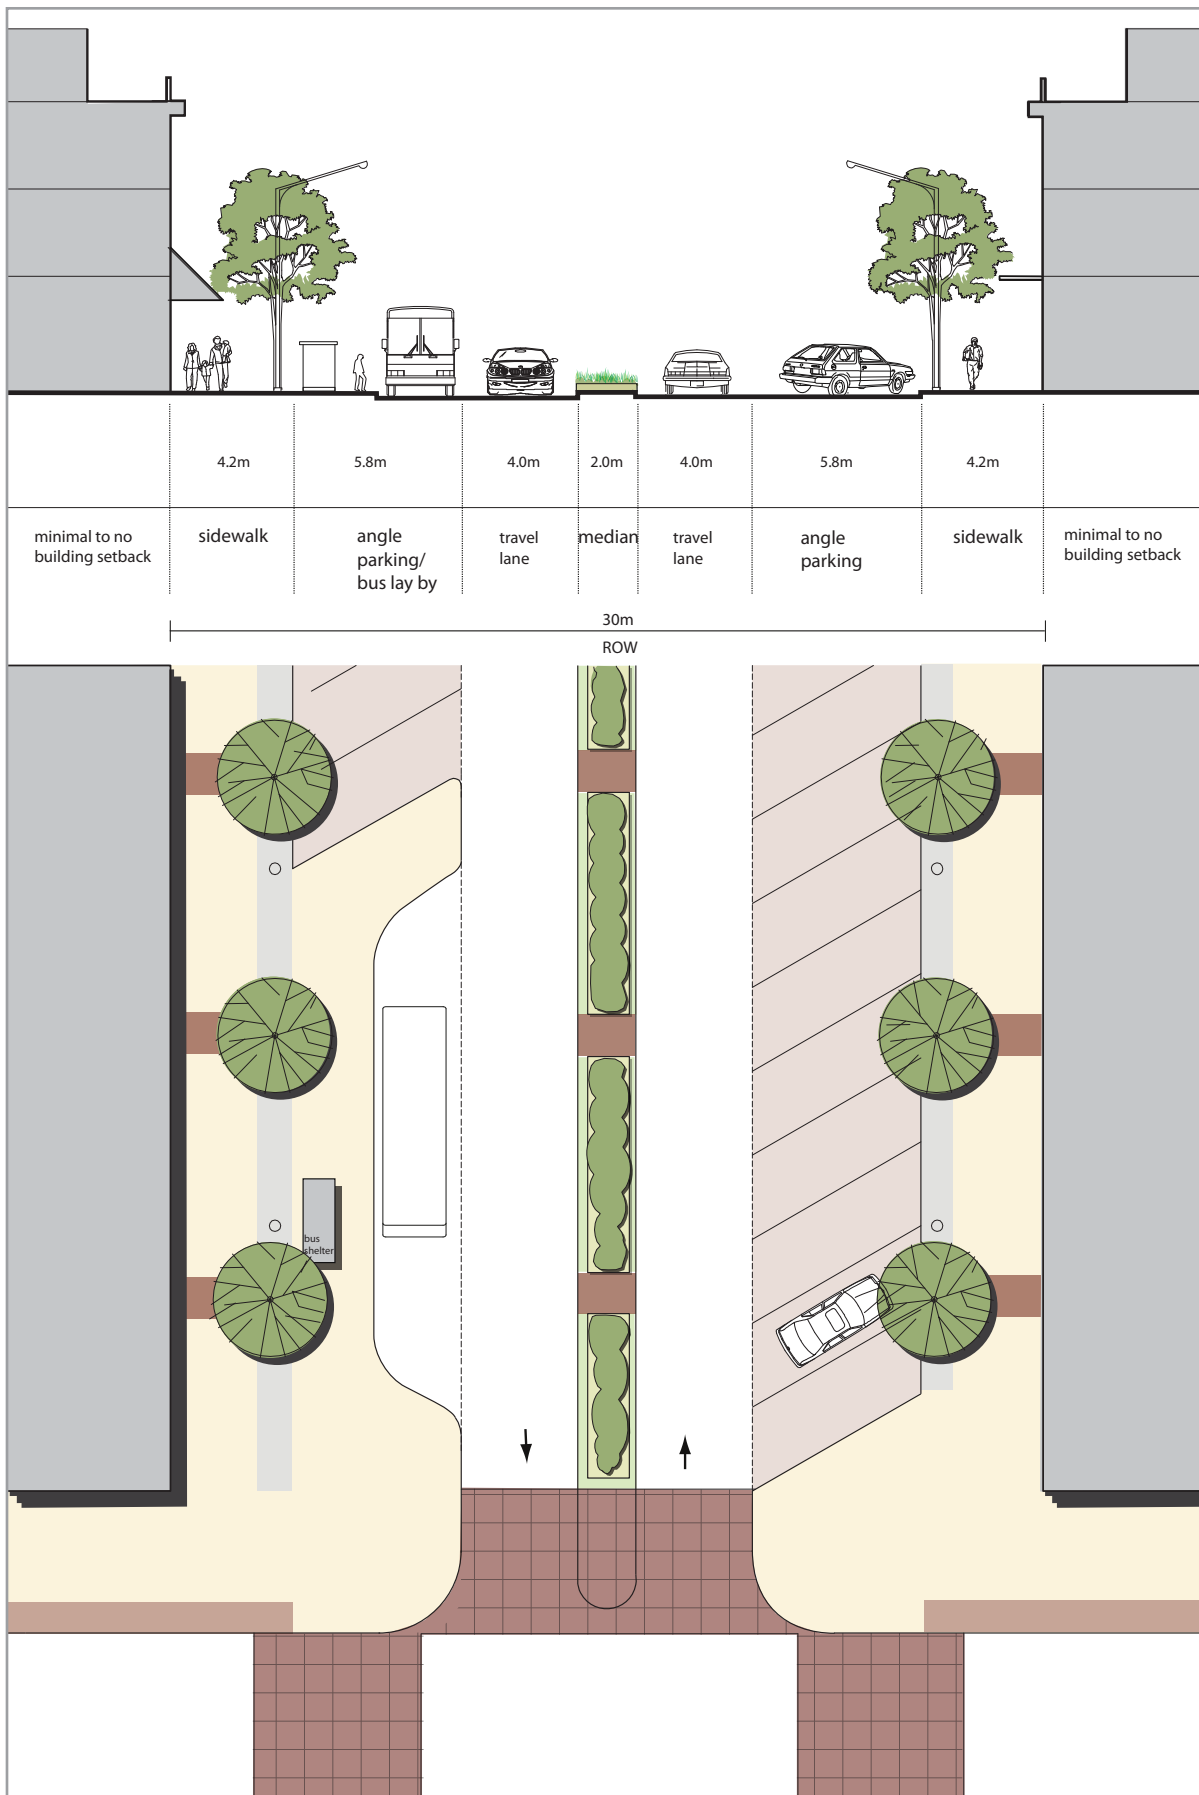 4.2m 5.8m 4.0m 2.0m 4.0m 5.8m 4.2m
minimal to no
building setback
sidewalk
angle
parking/
bus lay by
travel
lane
median
travel
lane
angle
parking
sidewalk
minimal to no
building setback
30m
ROW
bus
shelter